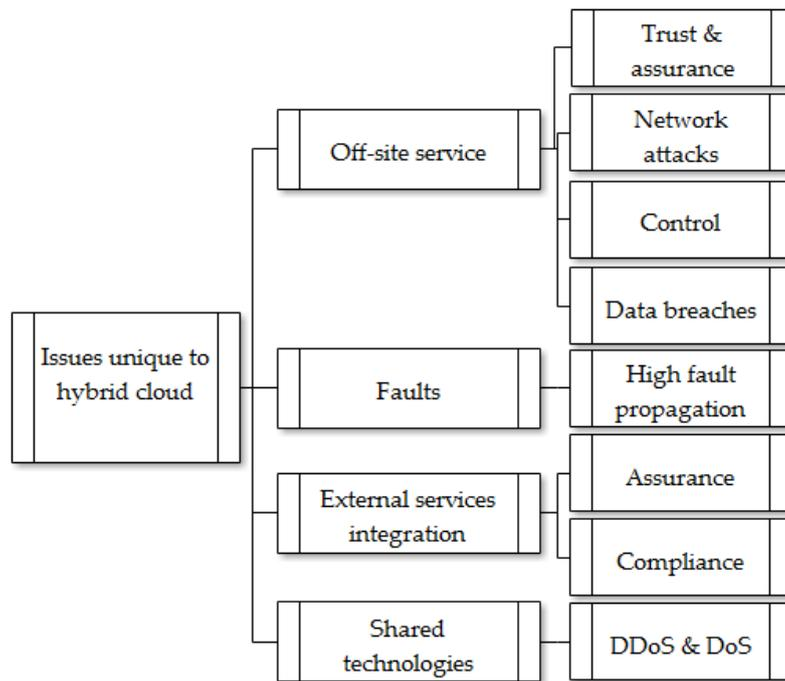 Issues unique to
hybrid cloud
Off-site service
Trust &
assurance
Network
attacks
Control
Data breaches
Faults
High fault
propagation
External services
integration
Assurance
Compliance
Shared
technologies
DDoS & DoS